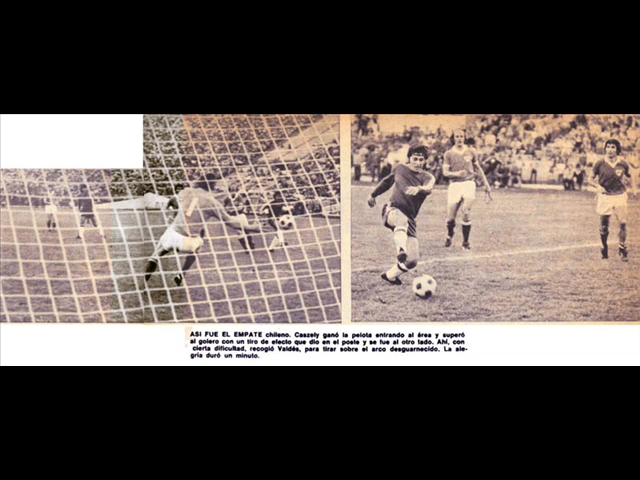 ASI FUE EL EMPATE chileno. Caszely ganó la pelota entrando al área y superó
al golero con un tiro de efecto que dio en el poste y se fue al otro lado. Ahí, con
cierta dificultad, recogió Valdés, para tirar sobre el arco desguarnecido. La ale-
gría duró un minuto.